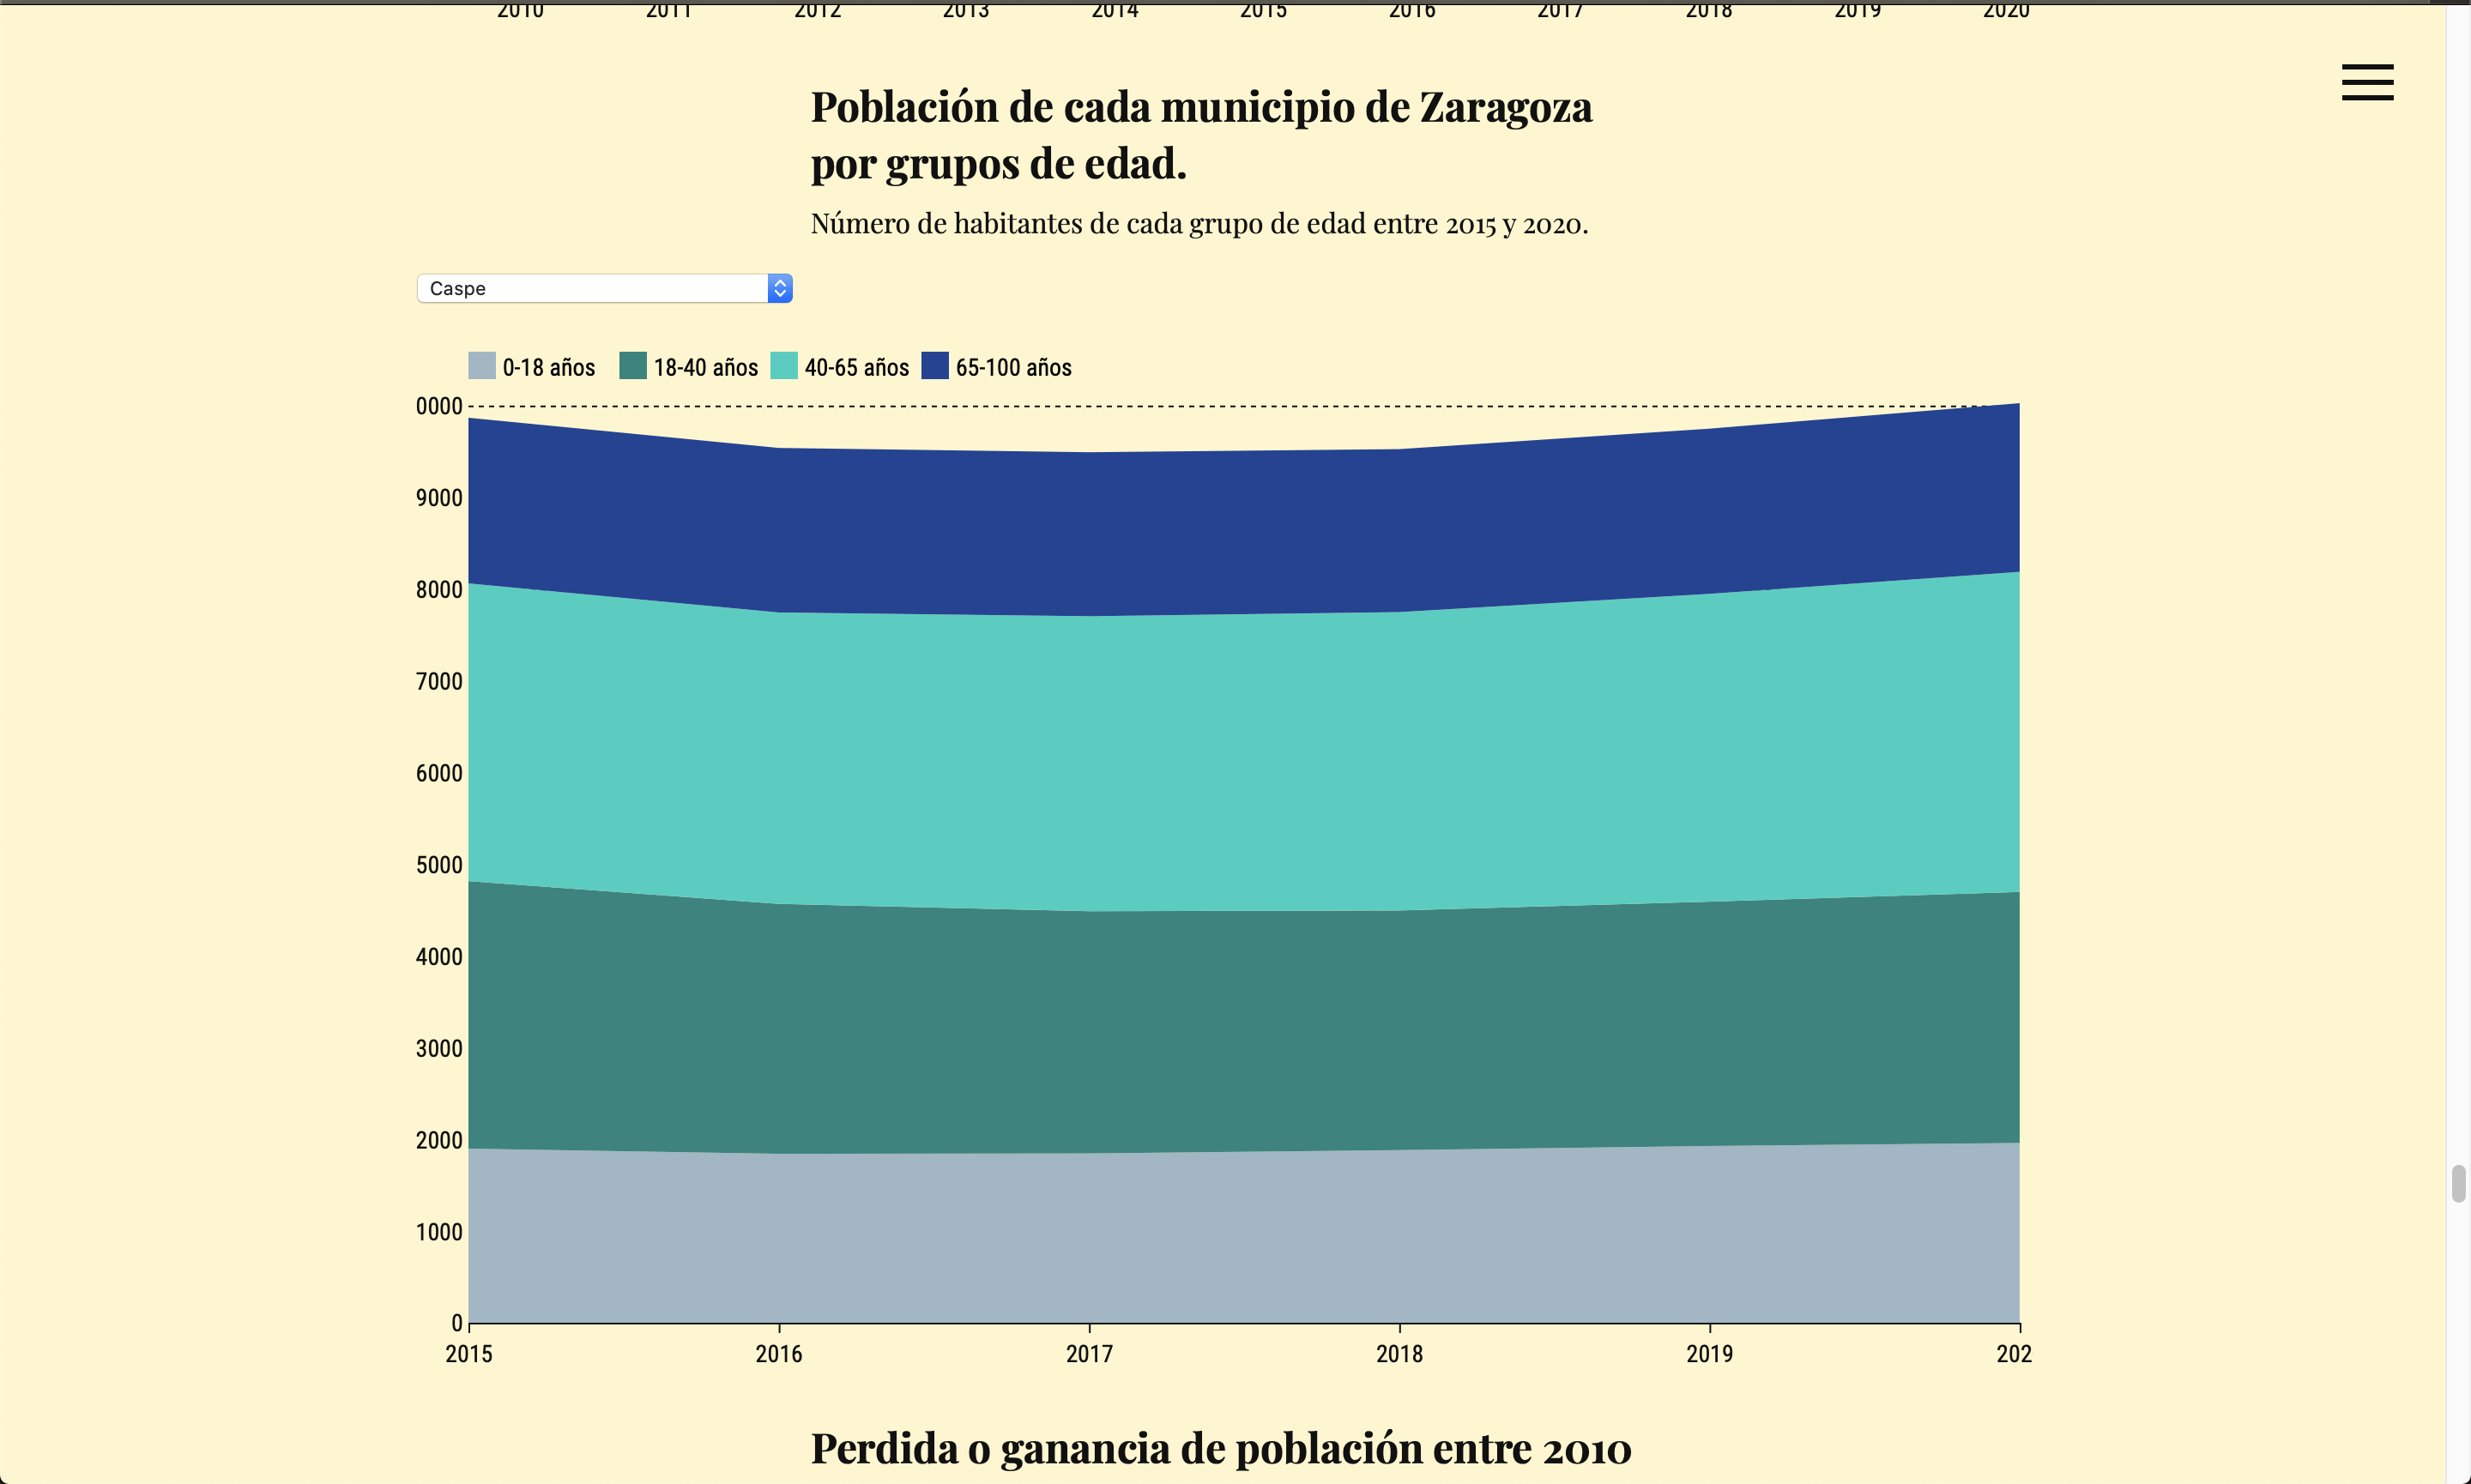 2010 2011 2012 2013 2014 2015 2016 2017 2018 2019 2020
Población de cada municipio de Zaragoza
por grupos de edad.
Número de habitantes de cada grupo de edad entre 2015 y 2020.
Caspe
0-18 años 18-40 años 40-65 años 65-100 años
0000
9000
8000
7000
6000
5000
4000
3000
2000
1000
0
2015 2016 2017 2018 2019 202
Perdida o ganancia de población entre 2010